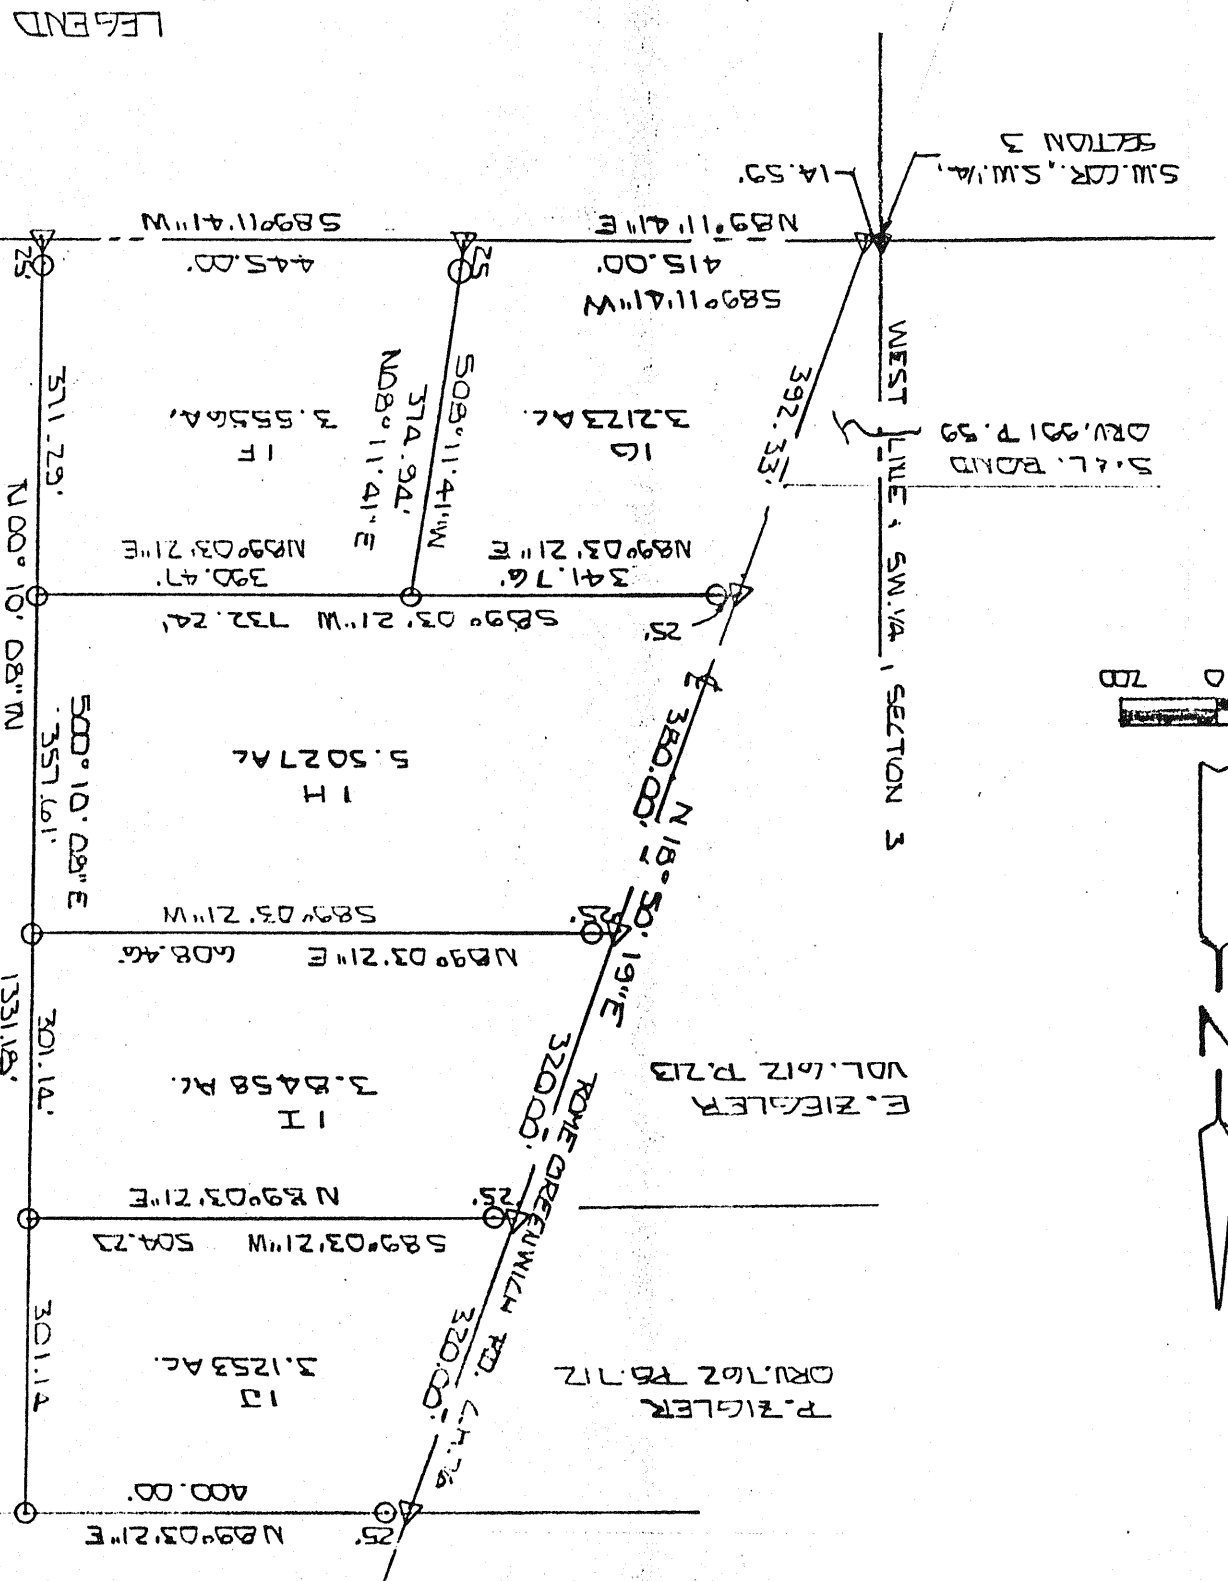 25'
N89°03'21"E
400.00'
P. ZIGLER
ORV.762 PG.712
320.00'
1J
3.1253 Ac.
301.14
ROME GREENWICH RD. C.H.76
S89°03'21"W 504.23
25'
N89°03'21"E
E. ZIEGLER
VOL.612 P.213
320.00'
1I
3.8458 Ac.
301.14'
1331.18'
N89°03'21"E 608.46'
25'
S89°03'21"W
N 18° 50' 19"E
380.00'
1H
5.5027 Ac
S00°10'08"E
357.61'
N00° 10' 08"W
N
0
200
WEST LINE, SW.1/4, SECTION 3
25'
S89°03'21"W 732.24'
341.76'
N89°03'21"E
390.47'
N89°03'21"E
S.&L. BOND
ORV.991 P.59
392.33'
1G
3.2123 Ac.
S08°11'41"W
374.94'
N08°11'41"E
1F
3.5556 A.
371.29'
S89°11'41"W
415.00'
N89°11'41"E
25
445.00'
S89°11'41"W
25'
S.W.COR., S.W.1/4,
SECTION 3
14.59'
LEGEND